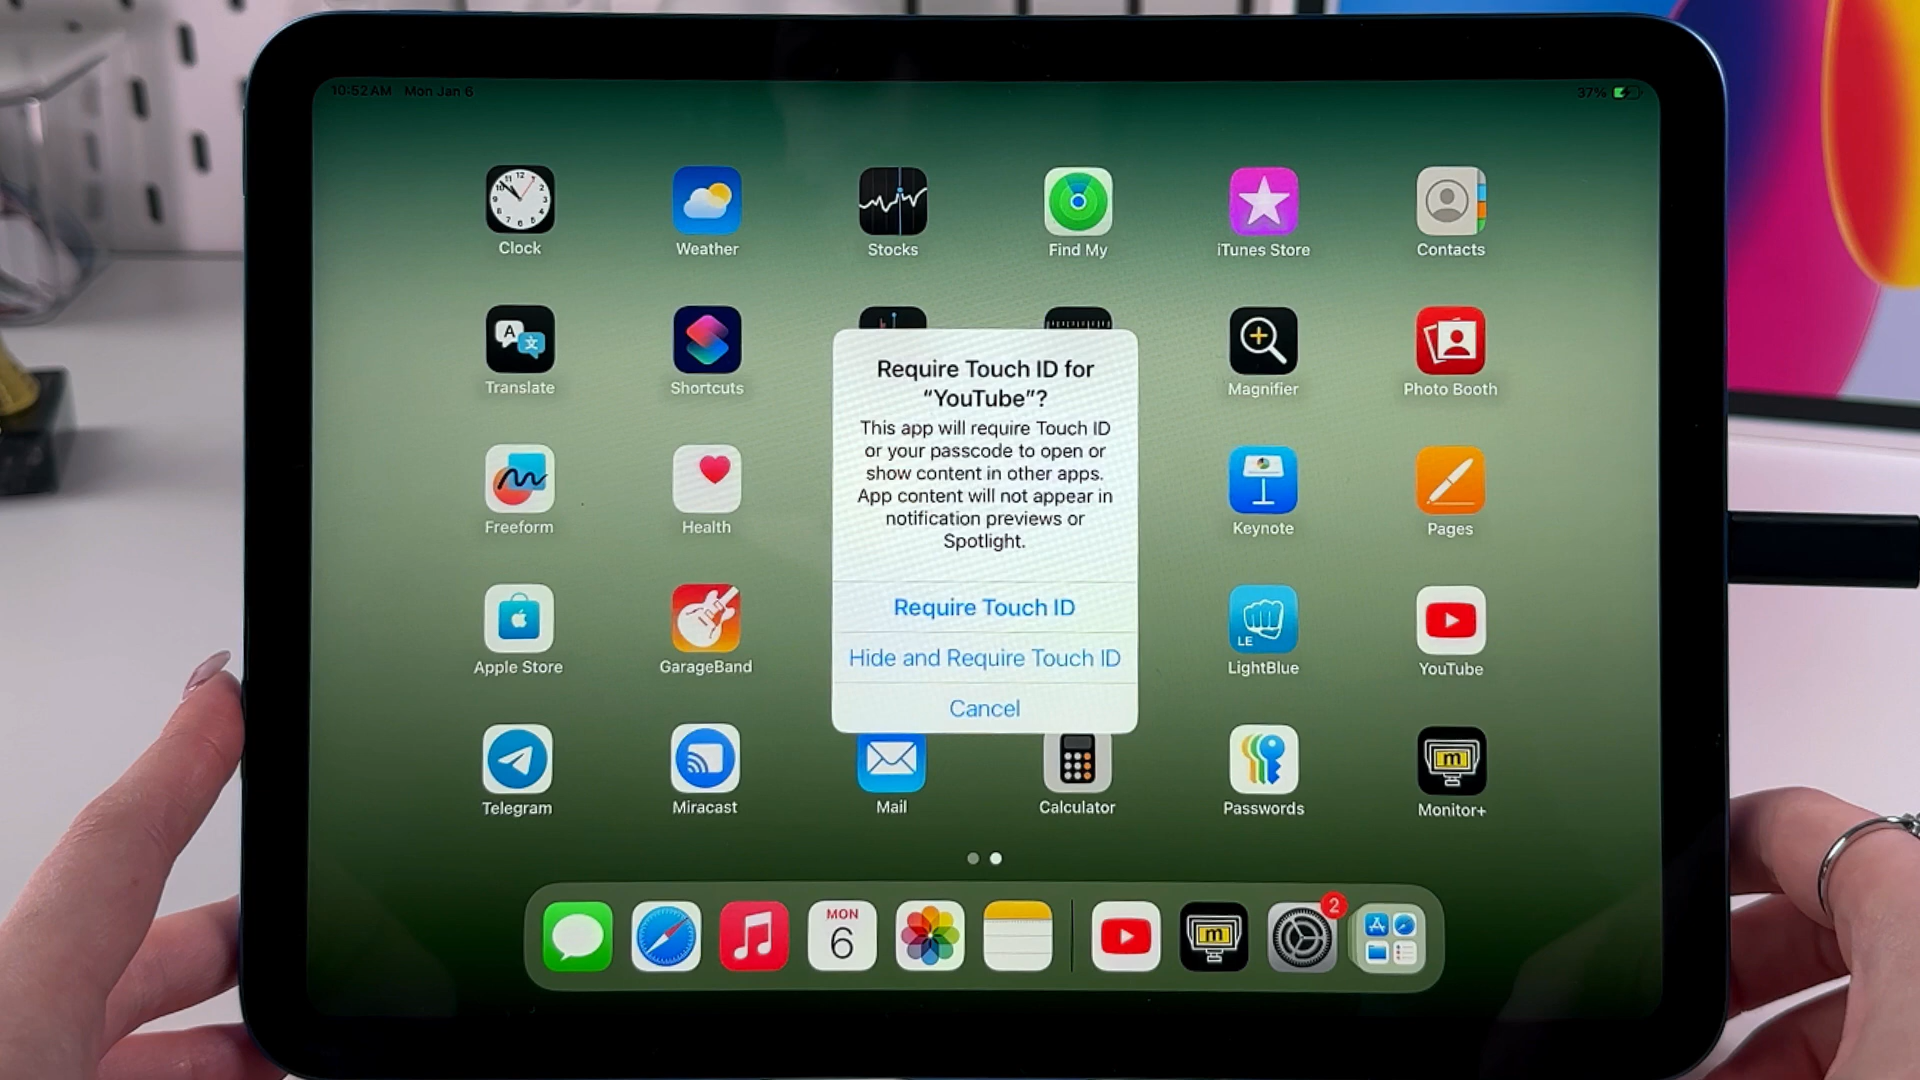 10:52AM Mon Jan 6
37%
Clock
Weather
Stocks
Find My
iTunes Store
Contacts
Translate
Shortcuts
Magnifier
Photo Booth
Require Touch ID for
“YouTube”?
This app will require Touch ID
or your passcode to open or
show content in other apps.
App content will not appear in
notification previews or
Spotlight.
Require Touch ID
Hide and Require Touch ID
Cancel
Freeform
Health
Keynote
Pages
LE
Apple Store
GarageBand
LightBlue
YouTube
m
Telegram
Miracast
Mail
Calculator
Passwords
Monitor+
MON
6
m
2